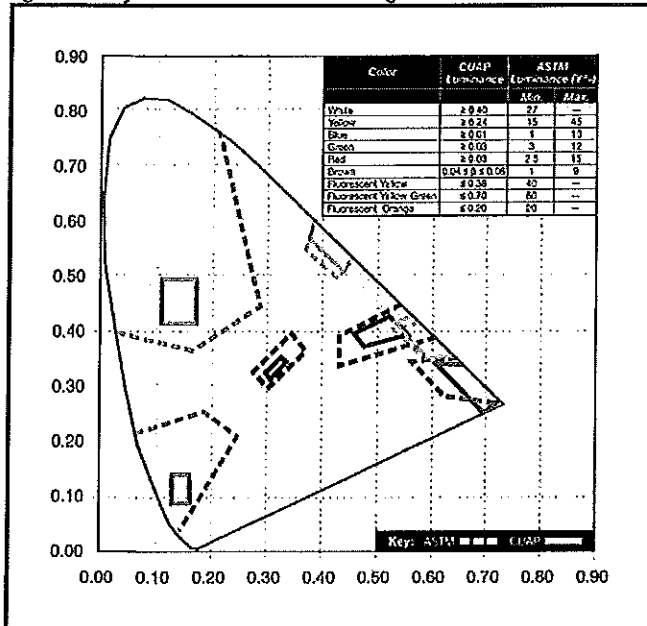 0.90
0.80
0.70
0.60
0.50
0.40
0.30
0.20
0.10
0.00
0.00 0.10 0.20 0.30 0.40 0.50 0.60 0.70 0.80 0.90
Color CUAP Luminance ASTM Luminance (Y%)
Min. Max.
White ≥ 0.40 27 —
Yellow ≥ 0.24 15 45
Blue ≥ 0.01 1 10
Green ≥ 0.03 3 12
Red ≥ 0.03 2.5 15
Brown 0.04 ≤ β ≤ 0.06 1 9
Fluorescent Yellow ≤ 0.38 40 —
Fluorescent Yellow Green ≤ 0.70 60 —
Fluorescent Orange ≤ 0.20 20 —
Key: ASTM CUAP